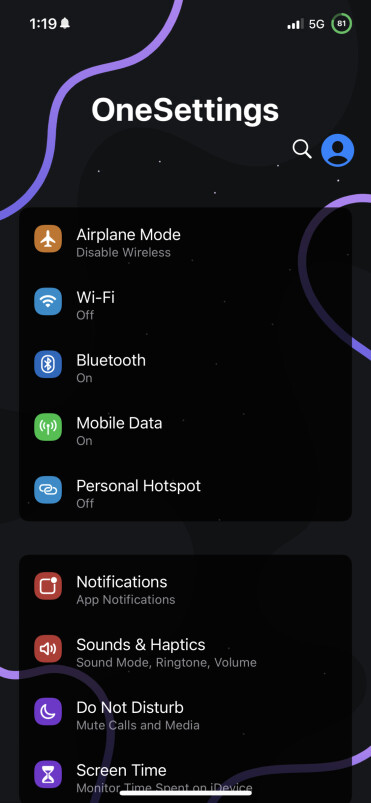 1:19
5G
81
OneSettings
Airplane Mode
Disable Wireless
Wi-Fi
Off
Bluetooth
On
Mobile Data
On
Personal Hotspot
Off
Notifications
App Notifications
Sounds & Haptics
Sound Mode, Ringtone, Volume
Do Not Disturb
Mute Calls and Media
Screen Time
Monitor Time Spent on iDevice